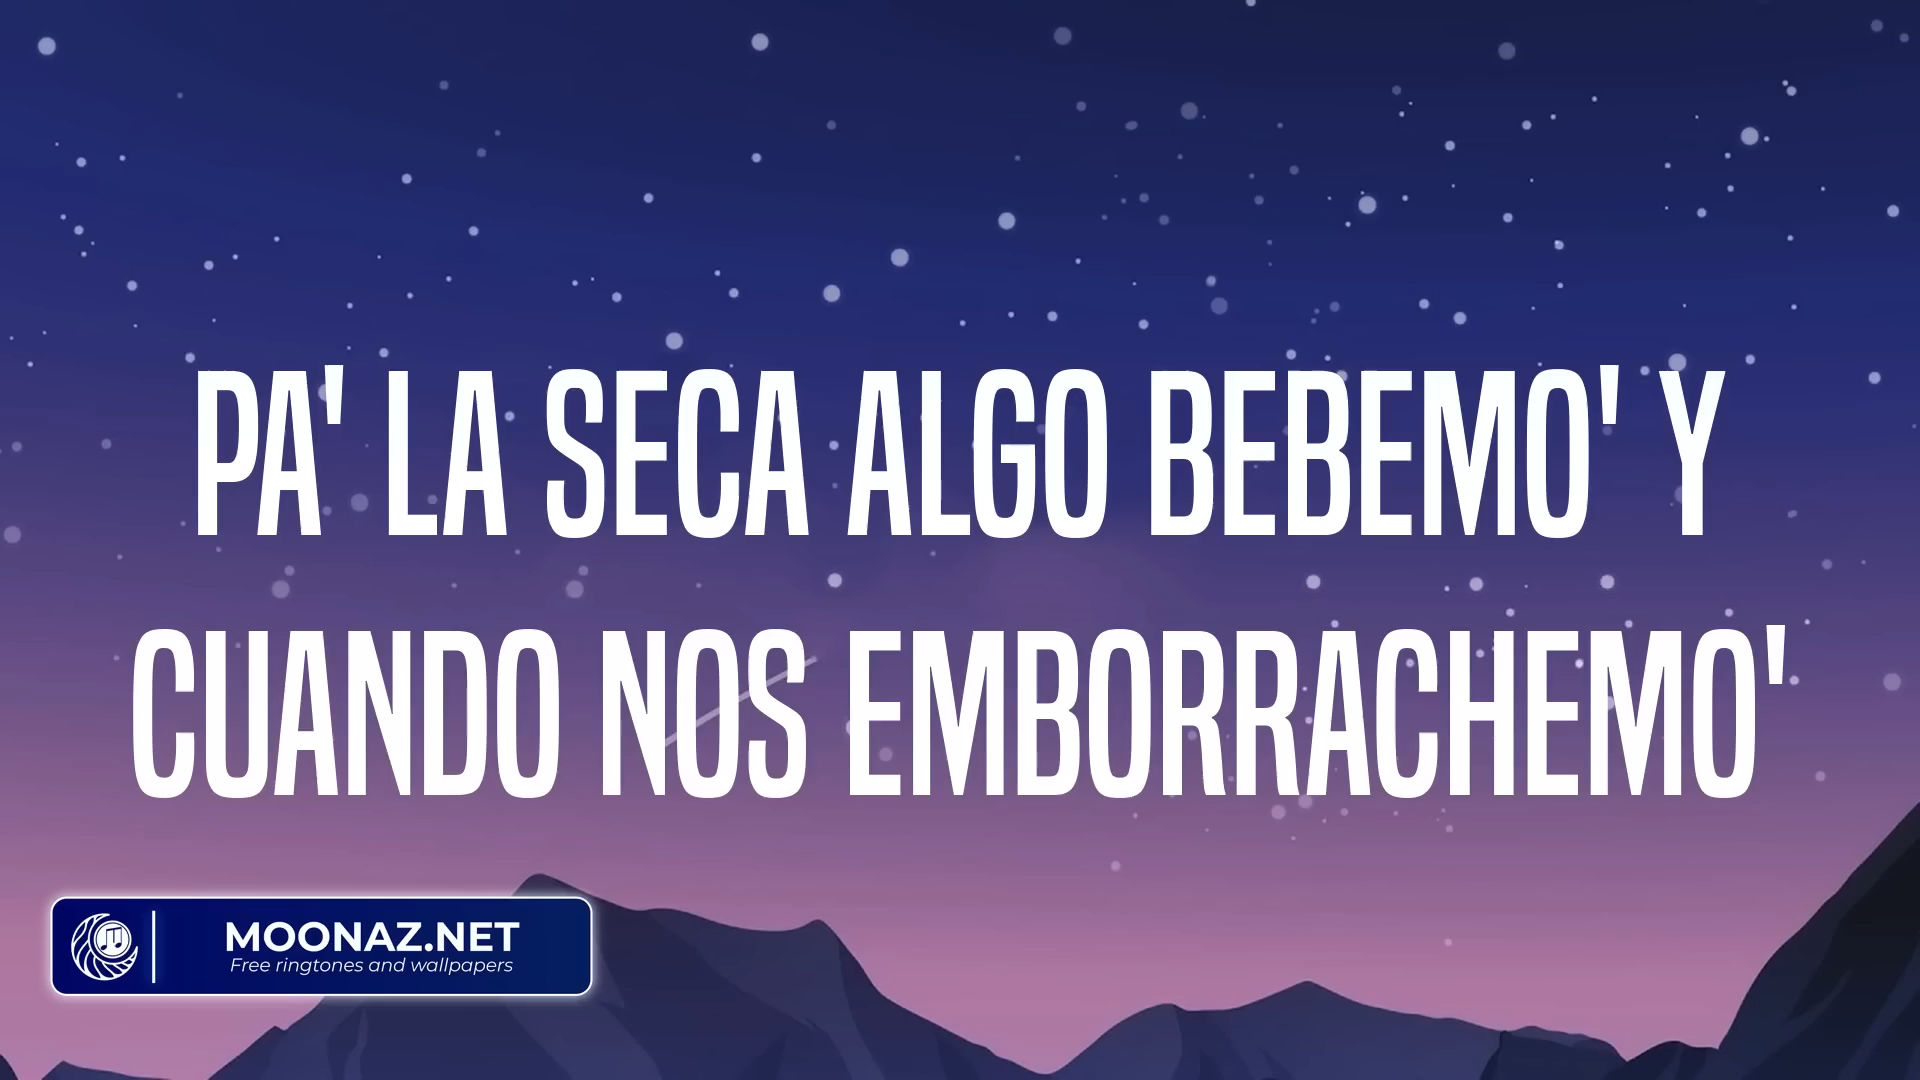 PA' LA SECA ALGO BEBEMO' Y
CUANDO NOS EMBORRACHEMO'
MOONAZ.NET
Free ringtones and wallpapers